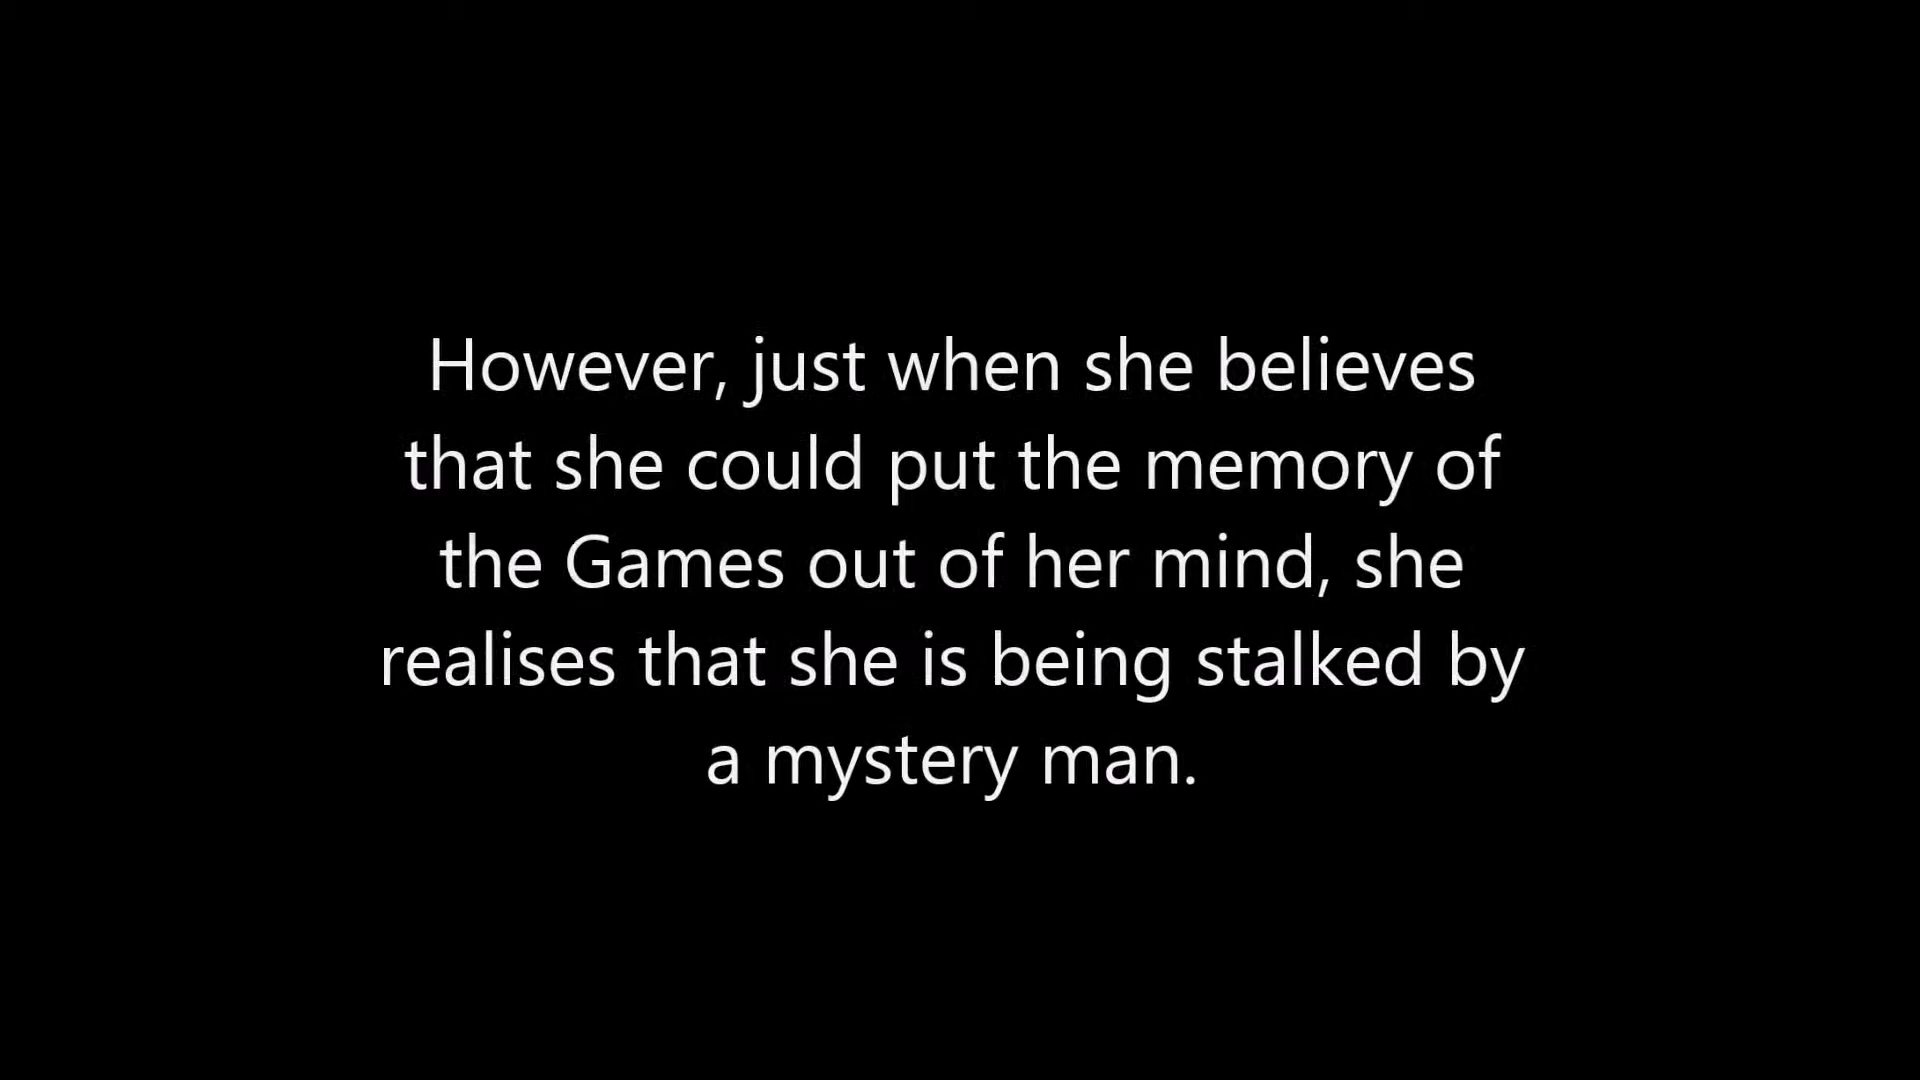 However, just when she believes
that she could put the memory of
the Games out of her mind, she
realises that she is being stalked by
a mystery man.